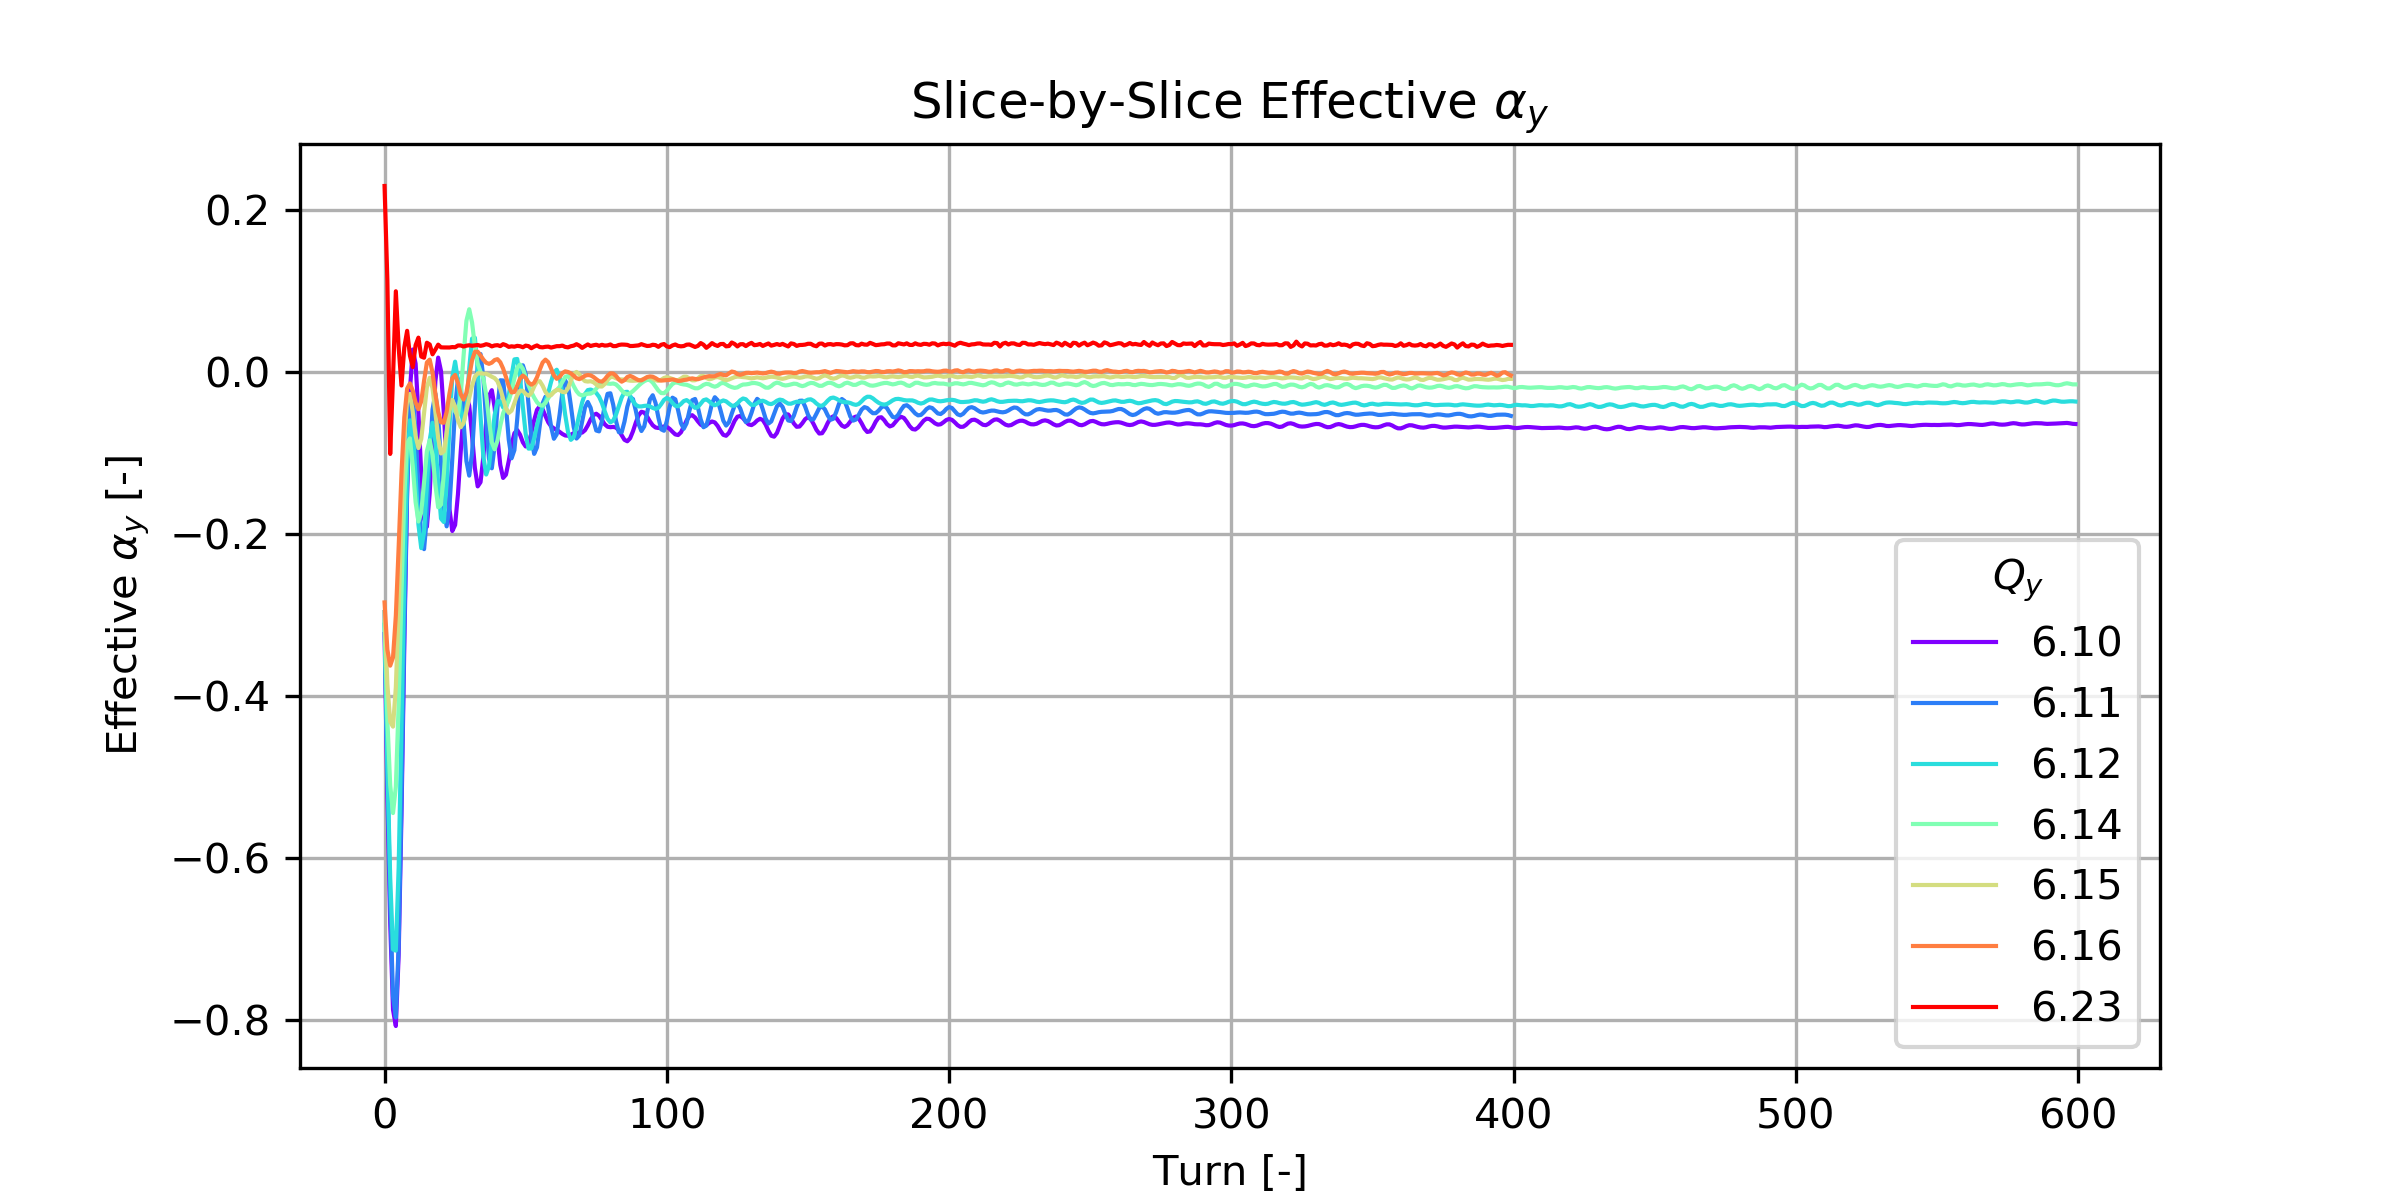 Slice-by-Slice Effective αy
Effective αy [-]
0.2
0.0
−0.2
−0.4
−0.6
−0.8
Qy
6.10
6.11
6.12
6.14
6.15
6.16
6.23
0 100 200 300 400 500 600
Turn [-]